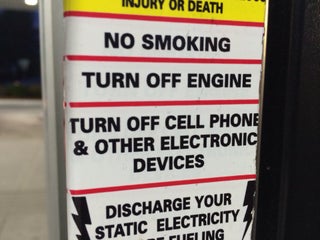 INJURY OR DEATH
NO SMOKING
TURN OFF ENGINE
TURN OFF CELL PHONE
& OTHER ELECTRONIC
DEVICES
DISCHARGE YOUR
STATIC ELECTRICITY
FUELING